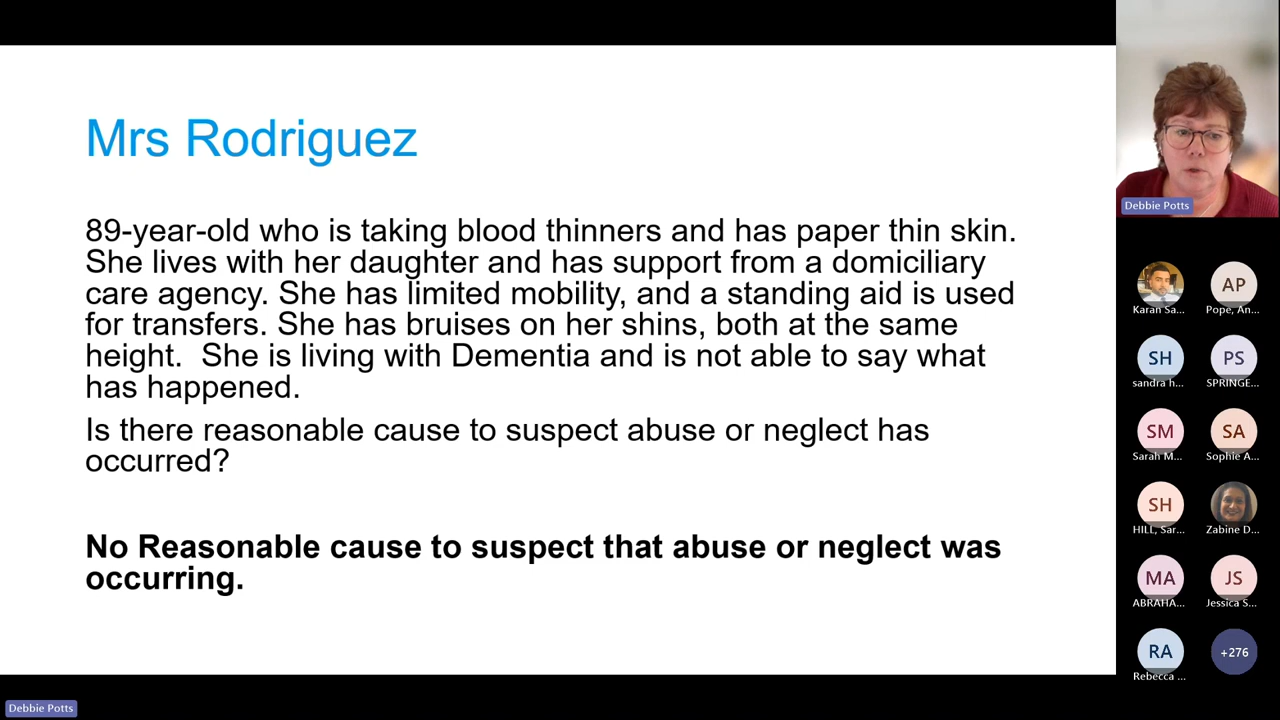 Mrs Rodriguez
89-year-old who is taking blood thinners and has paper thin skin.
She lives with her daughter and has support from a domiciliary
care agency. She has limited mobility, and a standing aid is used
for transfers. She has bruises on her shins, both at the same
height.  She is living with Dementia and is not able to say what
has happened.
Is there reasonable cause to suspect abuse or neglect has
occurred?
No Reasonable cause to suspect that abuse or neglect was
occurring.
Debbie Potts
Karan Sa...
AP
Pope, An...
SH
sandra h...
PS
SPRINGE...
SM
Sarah M...
SA
Sophie A...
SH
HILL, Sar...
Zabine D...
MA
ABRAHA...
JS
Jessica S...
RA
Rebecca ...
+276
Debbie Potts